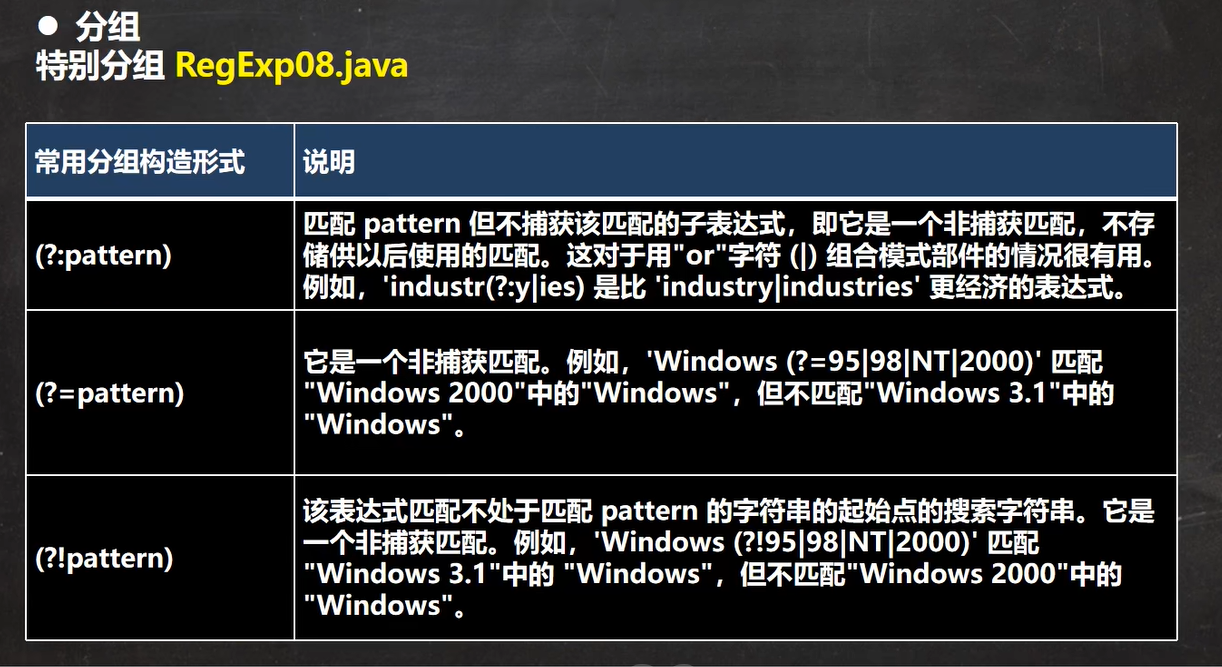 ● 分组
特别分组 RegExp08.java
常用分组构造形式
说明
(?:pattern)
匹配 pattern 但不捕获该匹配的子表达式，即它是一个非捕获匹配，不存
储供以后使用的匹配。这对于用"or"字符 (|) 组合模式部件的情况很有用。
例如，'industr(?:y|ies) 是比 'industry|industries' 更经济的表达式。
(?=pattern)
它是一个非捕获匹配。例如，'Windows (?=95|98|NT|2000)' 匹配
"Windows 2000"中的"Windows"，但不匹配"Windows 3.1"中的
"Windows"。
(?!pattern)
该表达式匹配不处于匹配 pattern 的字符串的起始点的搜索字符串。它是
一个非捕获匹配。例如，'Windows (?!95|98|NT|2000)' 匹配
"Windows 3.1"中的 "Windows"，但不匹配"Windows 2000"中的
"Windows"。